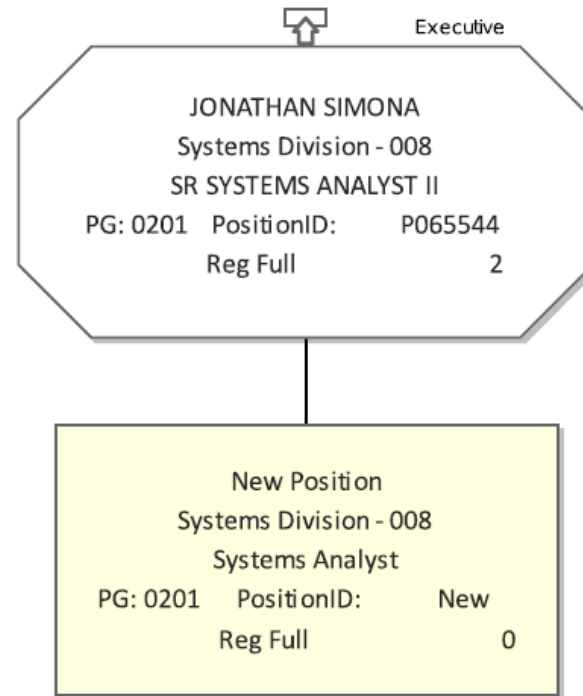 Executive
JONATHAN SIMONA
Systems Division - 008
SR SYSTEMS ANALYST II
PG: 0201 PositionID: P065544
Reg Full 2
New Position
Systems Division - 008
Systems Analyst
PG: 0201 PositionID: New
Reg Full 0